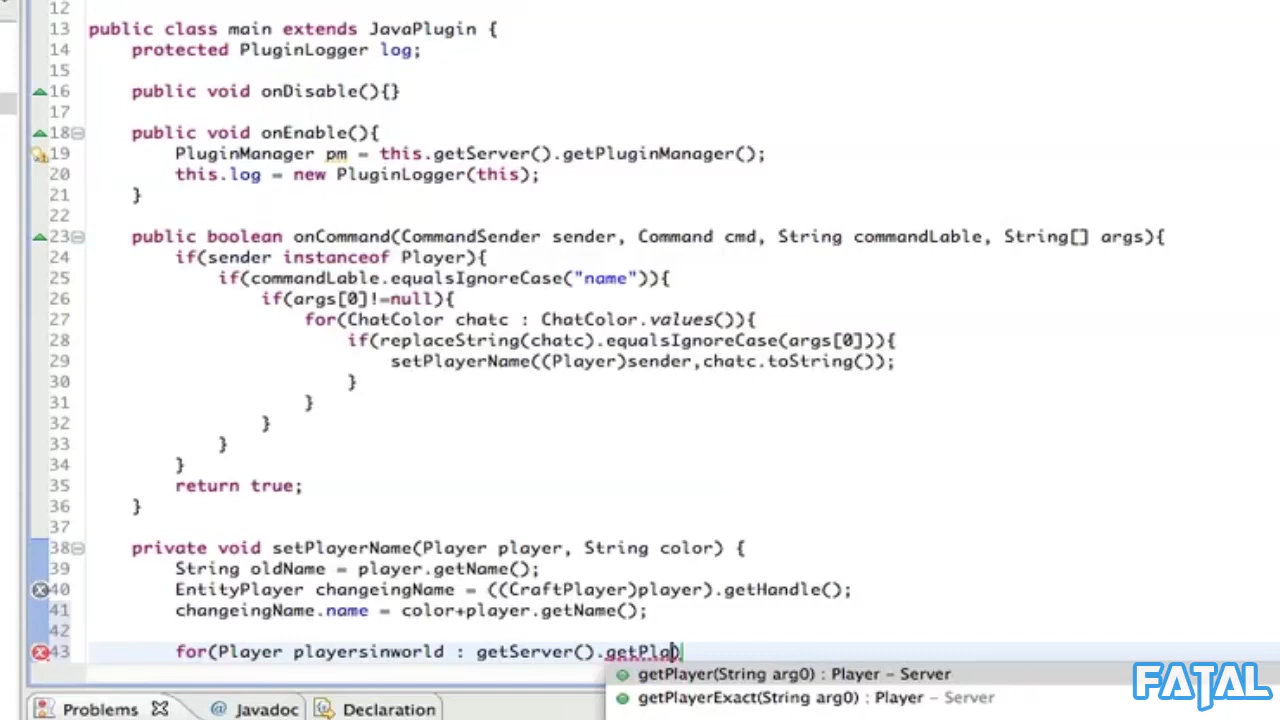 12
13 public class main extends JavaPlugin {
14 protected PluginLogger log;
15
16 public void onDisable(){}
17
18 public void onEnable(){
19 PluginManager pm = this.getServer().getPluginManager();
20 this.log = new PluginLogger(this);
21 }
22
23 public boolean onCommand(CommandSender sender, Command cmd, String commandLable, String[] args){
24 if(sender instanceof Player){
25 if(commandLable.equalsIgnoreCase("name")){
26 if(args[0]!=null){
27 for(ChatColor chatc : ChatColor.values()){
28 if(replaceString(chatc).equalsIgnoreCase(args[0])){
29 setPlayerName((Player)sender,chatc.toString());
30 }
31 }
32 }
33 }
34 }
35 return true;
36 }
37
38 private void setPlayerName(Player player, String color) {
39 String oldName = player.getName();
40 EntityPlayer changeingName = ((CraftPlayer)player).getHandle();
41 changeingName.name = color+player.getName();
42
43 for(Player playersinworld : getServer().getPla)
getPlayer(String arg0) : Player - Server
getPlayerExact(String arg0) : Player - Server
Problems @ Javadoc Declaration
FATAL